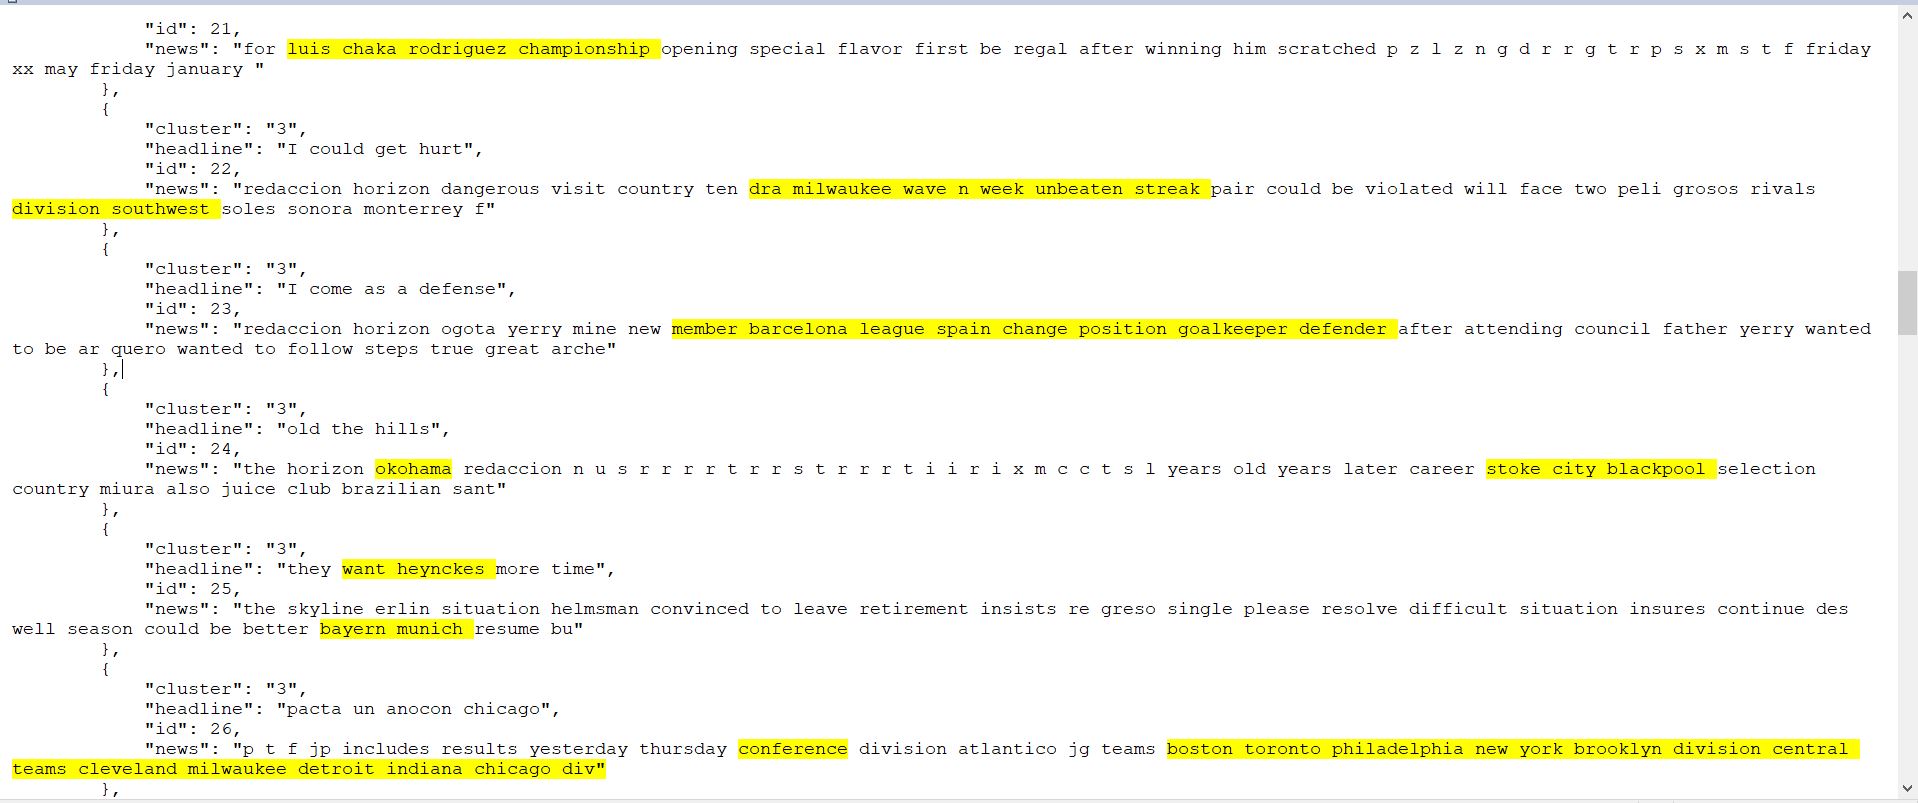 "id": 21,
"news": "for luis chaka rodriguez championship opening special flavor first be regal after winning him scratched p z l z n g d r r g t r p s x m s t f friday
xx may friday january "
},
{
"cluster": "3",
"headline": "I could get hurt",
"id": 22,
"news": "redaccion horizon dangerous visit country ten dra milwaukee wave n week unbeaten streak pair could be violated will face two peli grosos rivals
division southwest soles sonora monterrey f"
},
{
"cluster": "3",
"headline": "I come as a defense",
"id": 23,
"news": "redaccion horizon ogota yerry mine new member barcelona league spain change position goalkeeper defender after attending council father yerry wanted
to be ar quero wanted to follow steps true great arche"
},
{
"cluster": "3",
"headline": "old the hills",
"id": 24,
"news": "the horizon okohama redaccion n u s r r r r t r r s t r r r t i i r i x m c c t s l years old years later career stoke city blackpool selection
country miura also juice club brazilian sant"
},
{
"cluster": "3",
"headline": "they want heynckes more time",
"id": 25,
"news": "the skyline erlin situation helmsman convinced to leave retirement insists re greso single please resolve difficult situation insures continue des
well season could be better bayern munich resume bu"
},
{
"cluster": "3",
"headline": "pacta un anocon chicago",
"id": 26,
"news": "p t f jp includes results yesterday thursday conference division atlantico jg teams boston toronto philadelphia new york brooklyn division central
teams cleveland milwaukee detroit indiana chicago div"
},